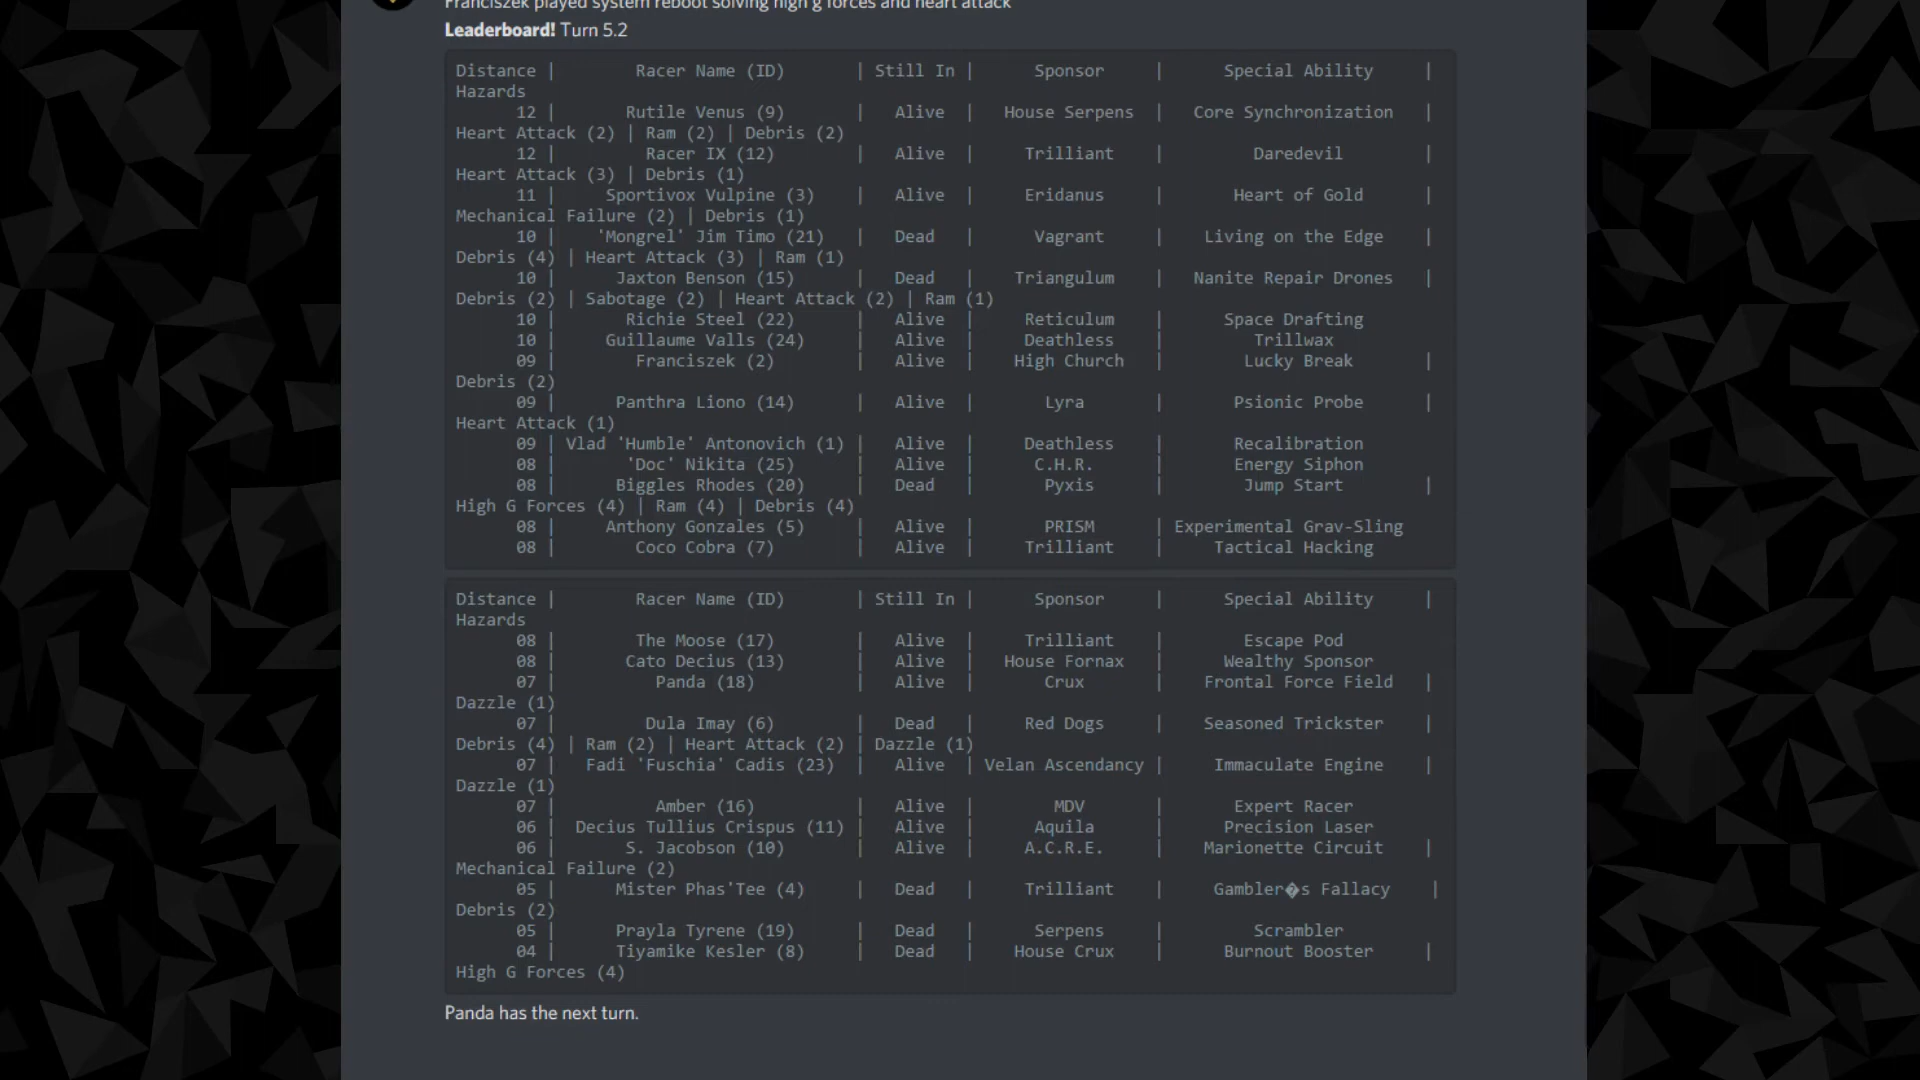 Franciszek played system reboot solving high g forces and heart attack
Leaderboard! Turn 5.2
Distance | Racer Name (ID) | Still In | Sponsor | Special Ability |
Hazards
12 | Rutile Venus (9) | Alive | House Serpens | Core Synchronization |
Heart Attack (2) | Ram (2) | Debris (2)
12 | Racer IX (12) | Alive | Trilliant | Daredevil |
Heart Attack (3) | Debris (1)
11 | Sportivox Vulpine (3) | Alive | Eridanus | Heart of Gold |
Mechanical Failure (2) | Debris (1)
10 | 'Mongrel' Jim Timo (21) | Dead | Vagrant | Living on the Edge |
Debris (4) | Heart Attack (3) | Ram (1)
10 | Jaxton Benson (15) | Dead | Triangulum | Nanite Repair Drones |
Debris (2) | Sabotage (2) | Heart Attack (2) | Ram (1)
10 | Richie Steel (22) | Alive | Reticulum | Space Drafting
10 | Guillaume Valls (24) | Alive | Deathless | Trillwax
09 | Franciszek (2) | Alive | High Church | Lucky Break |
Debris (2)
09 | Panthra Liono (14) | Alive | Lyra | Psionic Probe |
Heart Attack (1)
09 | Vlad 'Humble' Antonovich (1) | Alive | Deathless | Recalibration
08 | 'Doc' Nikita (25) | Alive | C.H.R. | Energy Siphon
08 | Biggles Rhodes (20) | Dead | Pyxis | Jump Start |
High G Forces (4) | Ram (4) | Debris (4)
08 | Anthony Gonzales (5) | Alive | PRISM | Experimental Grav-Sling
08 | Coco Cobra (7) | Alive | Trilliant | Tactical Hacking
Distance | Racer Name (ID) | Still In | Sponsor | Special Ability |
Hazards
08 | The Moose (17) | Alive | Trilliant | Escape Pod
08 | Cato Decius (13) | Alive | House Fornax | Wealthy Sponsor
07 | Panda (18) | Alive | Crux | Frontal Force Field |
Dazzle (1)
07 | Dula Imay (6) | Dead | Red Dogs | Seasoned Trickster |
Debris (4) | Ram (2) | Heart Attack (2) | Dazzle (1)
07 | Fadi 'Fuschia' Cadis (23) | Alive | Velan Ascendancy | Immaculate Engine |
Dazzle (1)
07 | Amber (16) | Alive | MDV | Expert Racer
06 | Decius Tullius Crispus (11) | Alive | Aquila | Precision Laser
06 | S. Jacobson (10) | Alive | A.C.R.E. | Marionette Circuit |
Mechanical Failure (2)
05 | Mister Phas'Tee (4) | Dead | Trilliant | Gambler�s Fallacy |
Debris (2)
05 | Prayla Tyrene (19) | Dead | Serpens | Scrambler
04 | Tiyamike Kesler (8) | Dead | House Crux | Burnout Booster |
High G Forces (4)
Panda has the next turn.